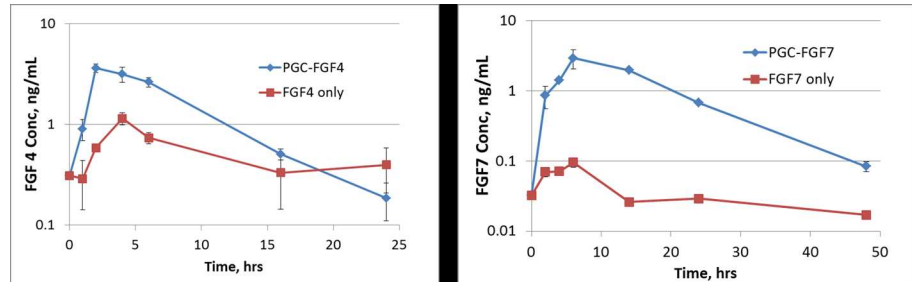 10
1
0.1
FGF 4 Conc, ng/mL
PGC-FGF4
FGF4 only
0 5 10 15 20 25
Time, hrs
10
1
0.1
0.01
FGF7 Conc, ng/mL
PGC-FGF7
FGF7 only
0 10 20 30 40 50
Time, hrs